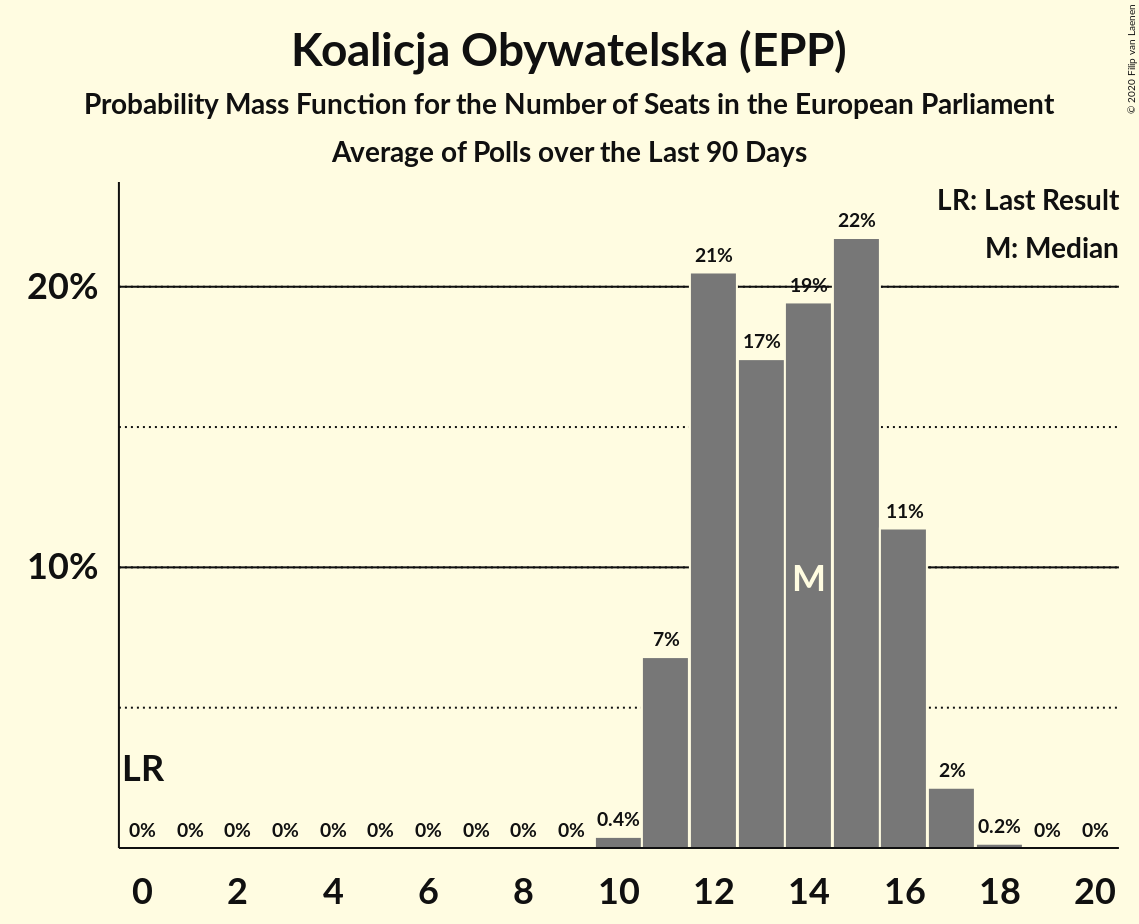 Koalicja Obywatelska (EPP)
Probability Mass Function for the Number of Seats in the European Parliament
Average of Polls over the Last 90 Days
© 2020 Filip van Laenen
LR: Last Result
M: Median
20%
10%
22%
21%
19%
17%
11%
M
7%
LR
2%
0% 0% 0% 0% 0% 0% 0% 0% 0% 0% 0.4% 0.2% 0% 0%
0 2 4 6 8 10 12 14 16 18 20